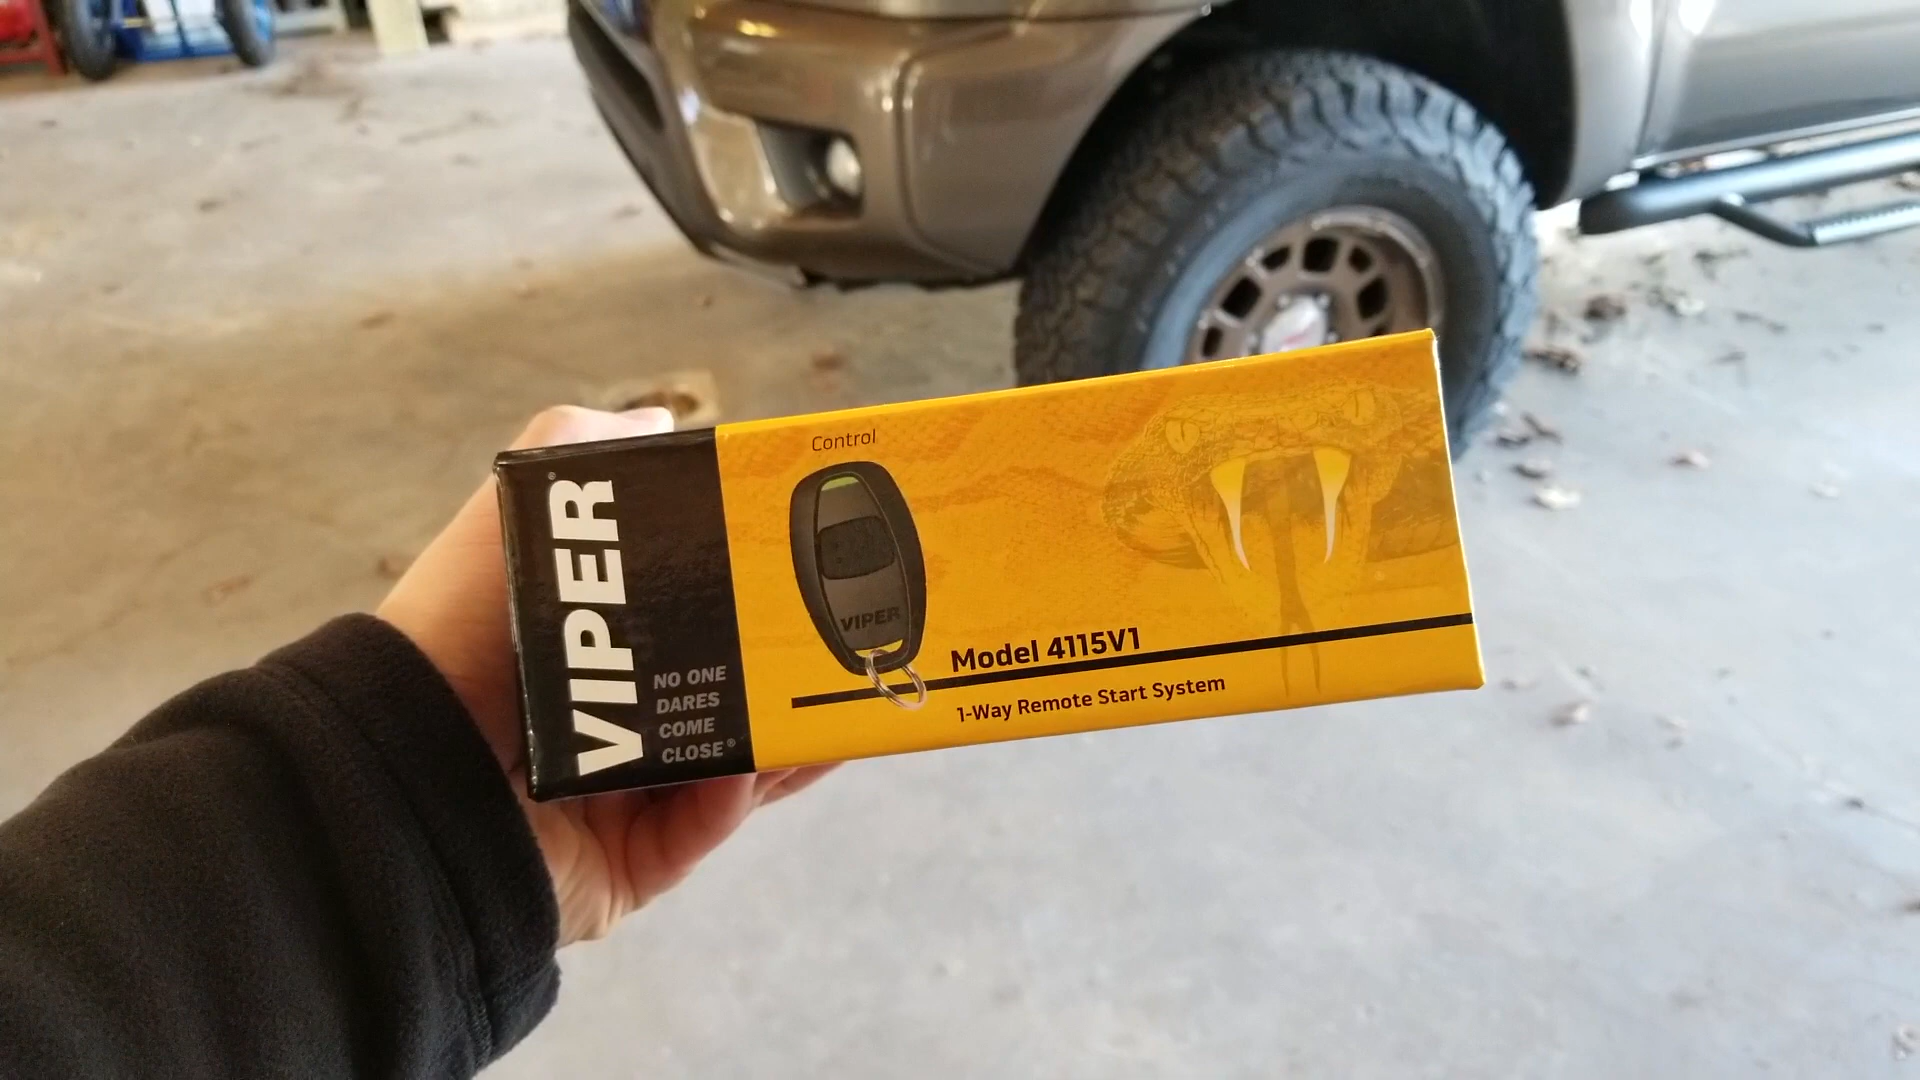 VIPER®
NO ONE
DARES
COME
CLOSE®
Control
VIPER
Model 4115V1
1-Way Remote Start System